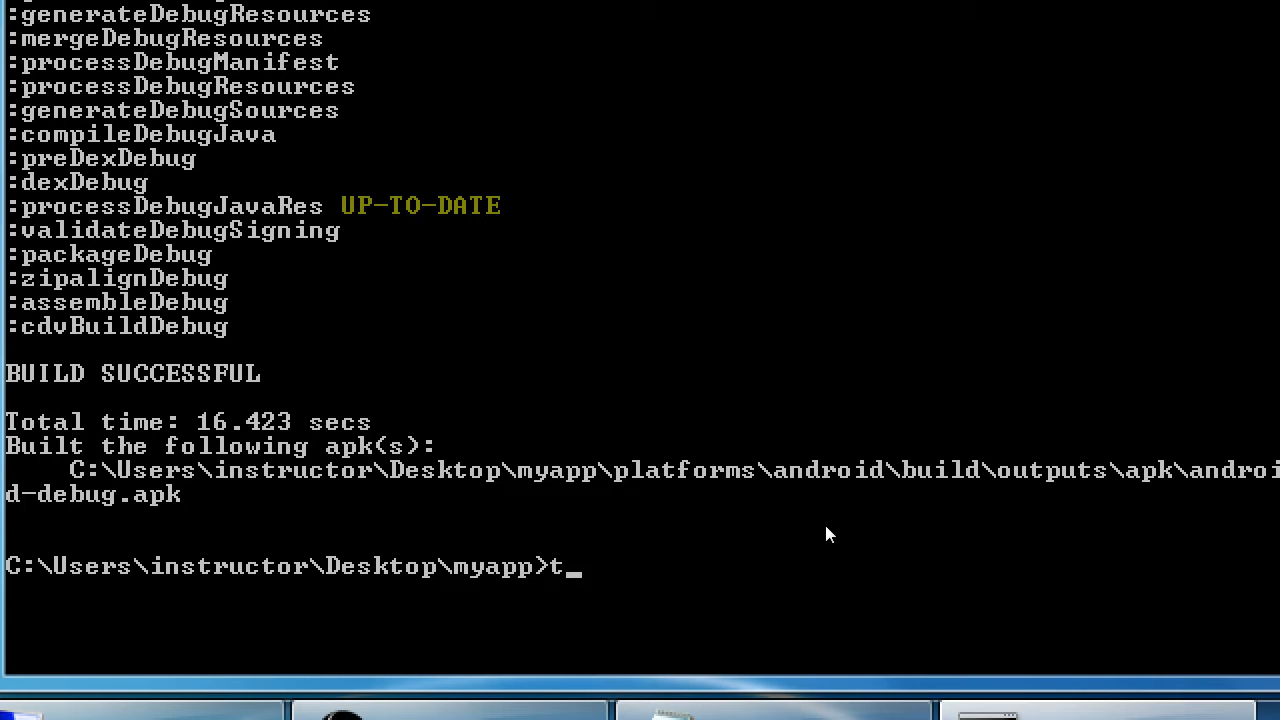 :generateDebugResources
:mergeDebugResources
:processDebugManifest
:processDebugResources
:generateDebugSources
:compileDebugJava
:preDexDebug
:dexDebug
:processDebugJavaRes UP-TO-DATE
:validateDebugSigning
:packageDebug
:zipalignDebug
:assembleDebug
:cdvBuildDebug
BUILD SUCCESSFUL
Total time: 16.423 secs
Built the following apk(s):
C:\Users\instructor\Desktop\myapp\platforms\android\build\outputs\apk\androi
d-debug.apk
C:\Users\instructor\Desktop\myapp>t_